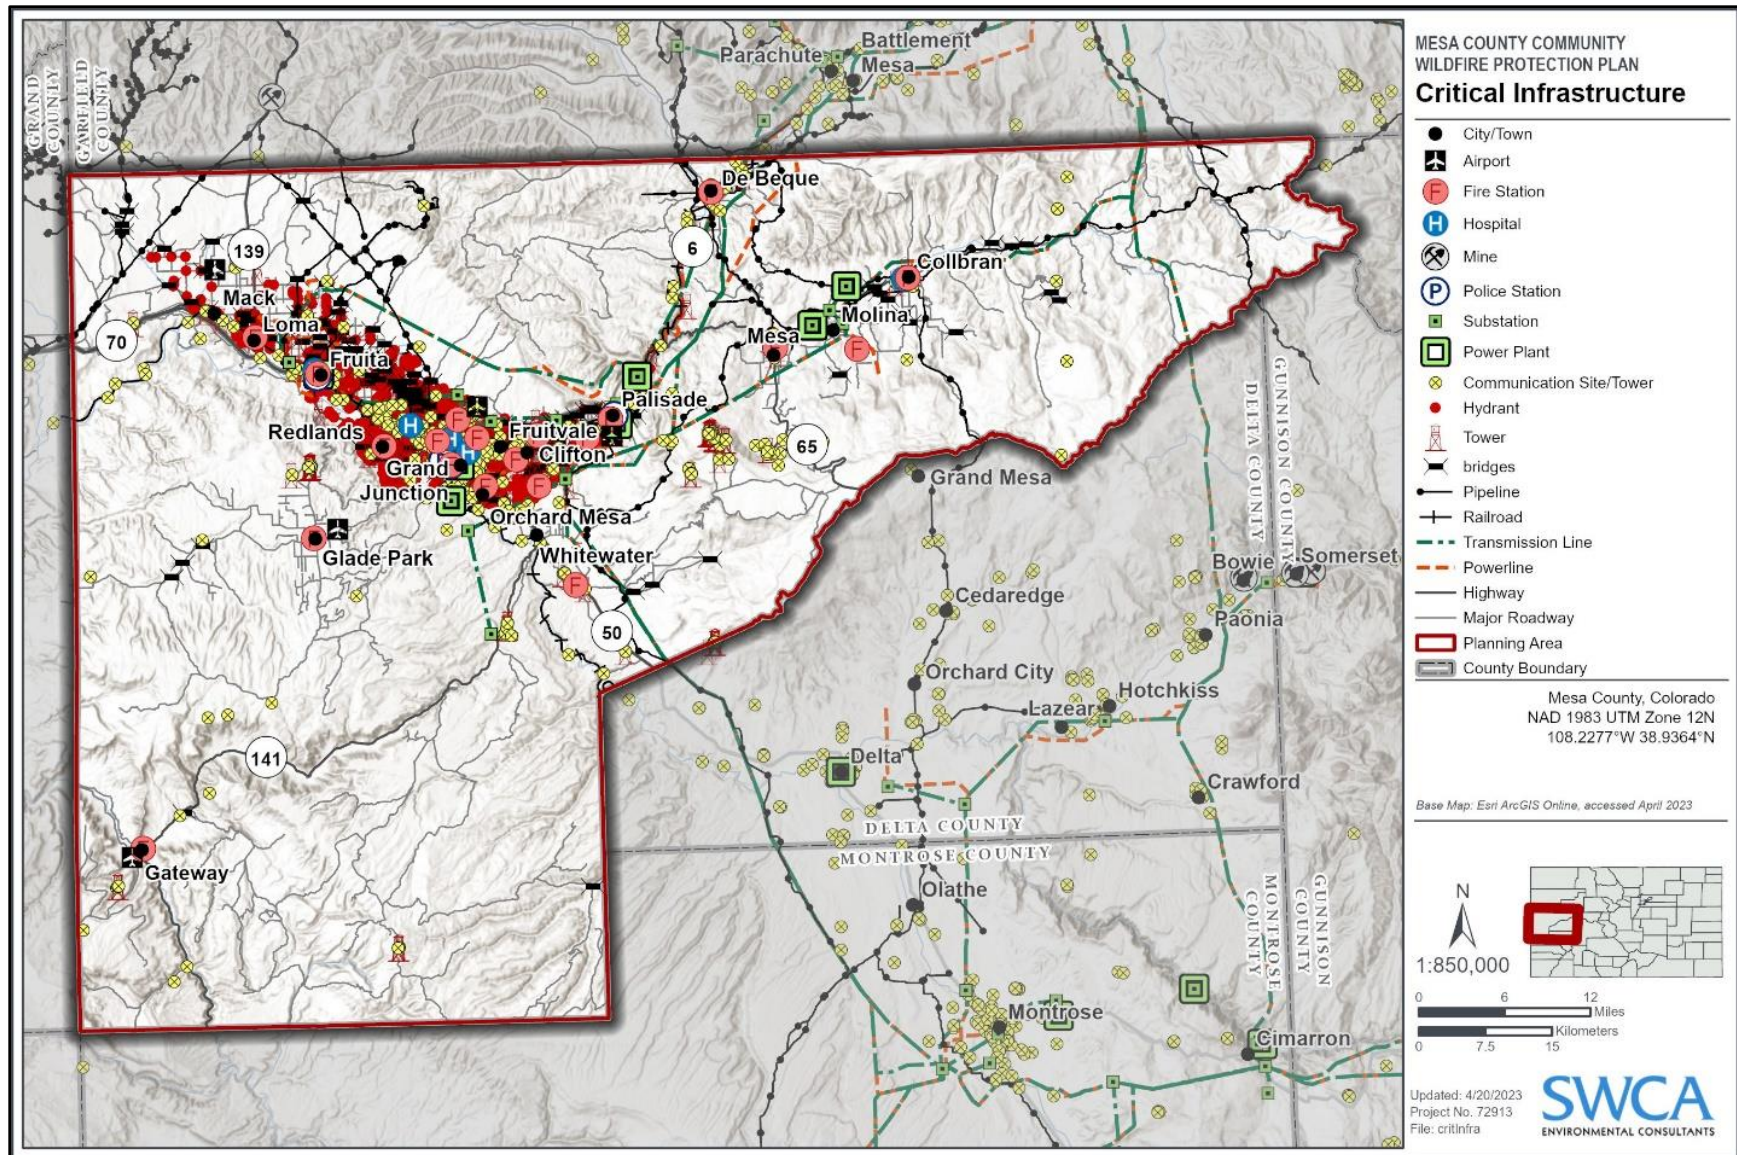 MESA COUNTY COMMUNITY
WILDFIRE PROTECTION PLAN
Critical Infrastructure
City/Town
Airport
F Fire Station
H Hospital
Mine
P Police Station
Substation
Power Plant
Communication Site/Tower
Hydrant
Tower
bridges
Pipeline
Railroad
Transmission Line
Powerline
Highway
Major Roadway
Planning Area
County Boundary
Mesa County, Colorado
NAD 1983 UTM Zone 12N
108.2277°W 38.9364°N
Base Map: Esri ArcGIS Online, accessed April 2023
N
1:850,000
0 6 12
Miles
Kilometers
0 7.5 15
Updated: 4/20/2023
Project No. 72913
File: critInfra
SWCA
ENVIRONMENTAL CONSULTANTS
GRAND
COUNTY
GARFIELD
COUNTY
Parachute
Battlement
Mesa
De Beque
139
6
Collbran
Mack
Loma
70
Molina
Mesa
Fruita
Palisade
Redlands
H
F
F
F
Fruitvale
Clifton
65
Grand
Junction
F
F
F
Orchard Mesa
Whitewater
Glade Park
F
F
50
141
Gateway
Grand Mesa
DELTA
COUNTY
GUNNISON
COUNTY
Bowie
Somerset
Cedaredge
Paonia
Orchard City
Hotchkiss
Lazear
Delta
Crawford
DELTA COUNTY
MONTROSE COUNTY
Olathe
MONTROSE
COUNTY
GUNNISON
COUNTY
Montrose
Cimarron